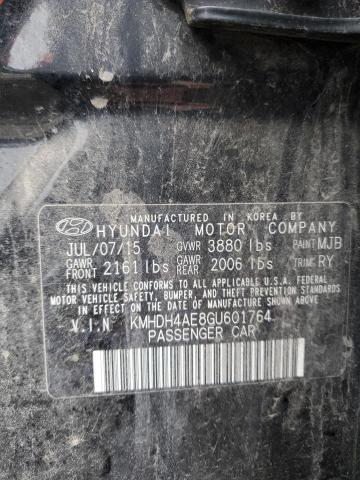 MANUFACTURED IN KOREA BY
HYUNDAI MOTOR COMPANY
JUL/07/15 GVWR 3880 lbs PAINT: MJB
GAWR FRONT 2161 lbs GAWR REAR 2006 lbs TRIM: RY
THIS VEHICLE CONFORMS TO ALL APPLICABLE U.S.
FEDERAL MOTOR VEHICLE SAFETY, BUMPER, AND THEFT
PREVENTION STANDARDS IN EFFECT ON THE DATE OF
MANUFACTURE SHOWN ABOVE.
V.I.N KMHDH4AE8GU601764
PASSENGER CAR